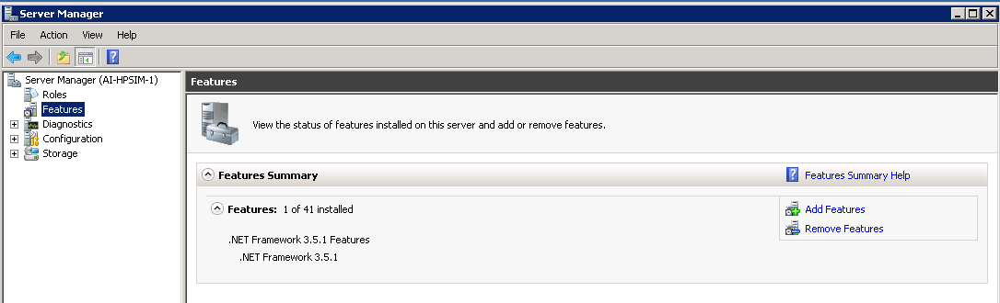 Server Manager
File Action View Help
Server Manager (AI-HPSIM-1)
Roles
Features
Diagnostics
Configuration
Storage
Features
View the status of features installed on this server and add or remove features.
Features Summary
Features Summary Help
Features: 1 of 41 installed
.NET Framework 3.5.1 Features
.NET Framework 3.5.1
Add Features
Remove Features